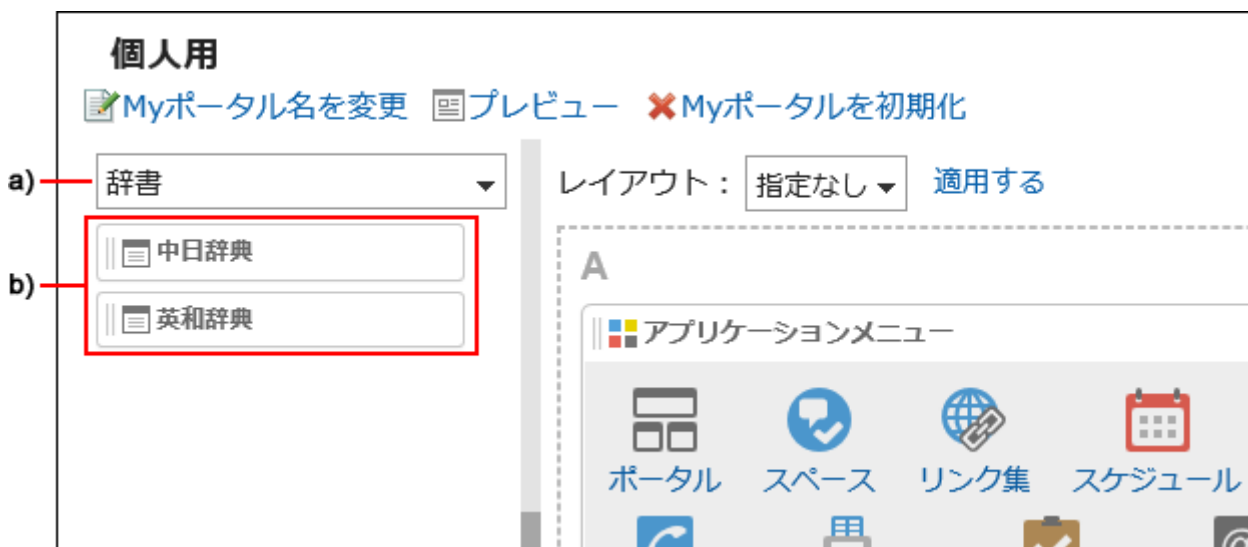 個人用
Myポータル名を変更 プレビュー Myポータルを初期化
a) 辞書
レイアウト： 指定なし 適用する
b)
中日辞典
英和辞典
A
アプリケーションメニュー
ポータル スペース リンク集 スケジュール
@